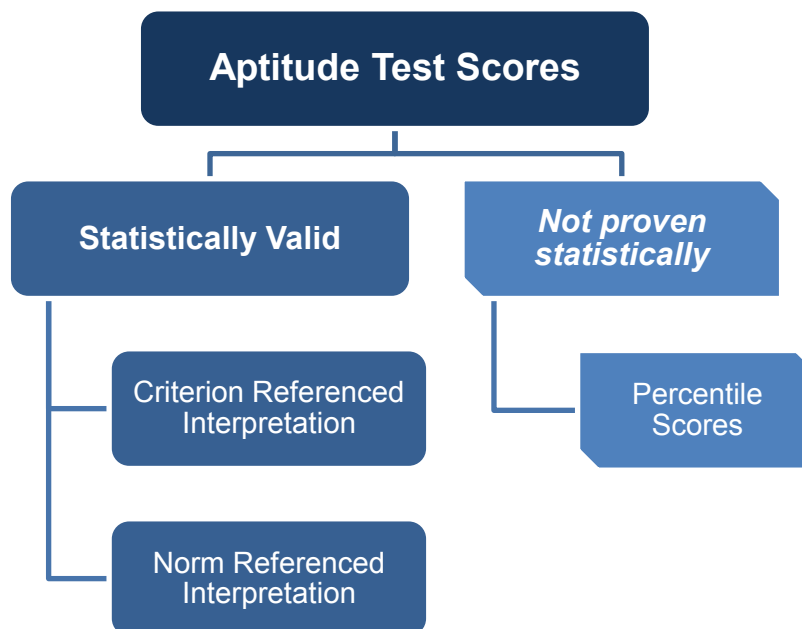 Aptitude Test Scores
Statistically Valid
Not proven
statistically
Criterion Referenced
Interpretation
Percentile
Scores
Norm Referenced
Interpretation